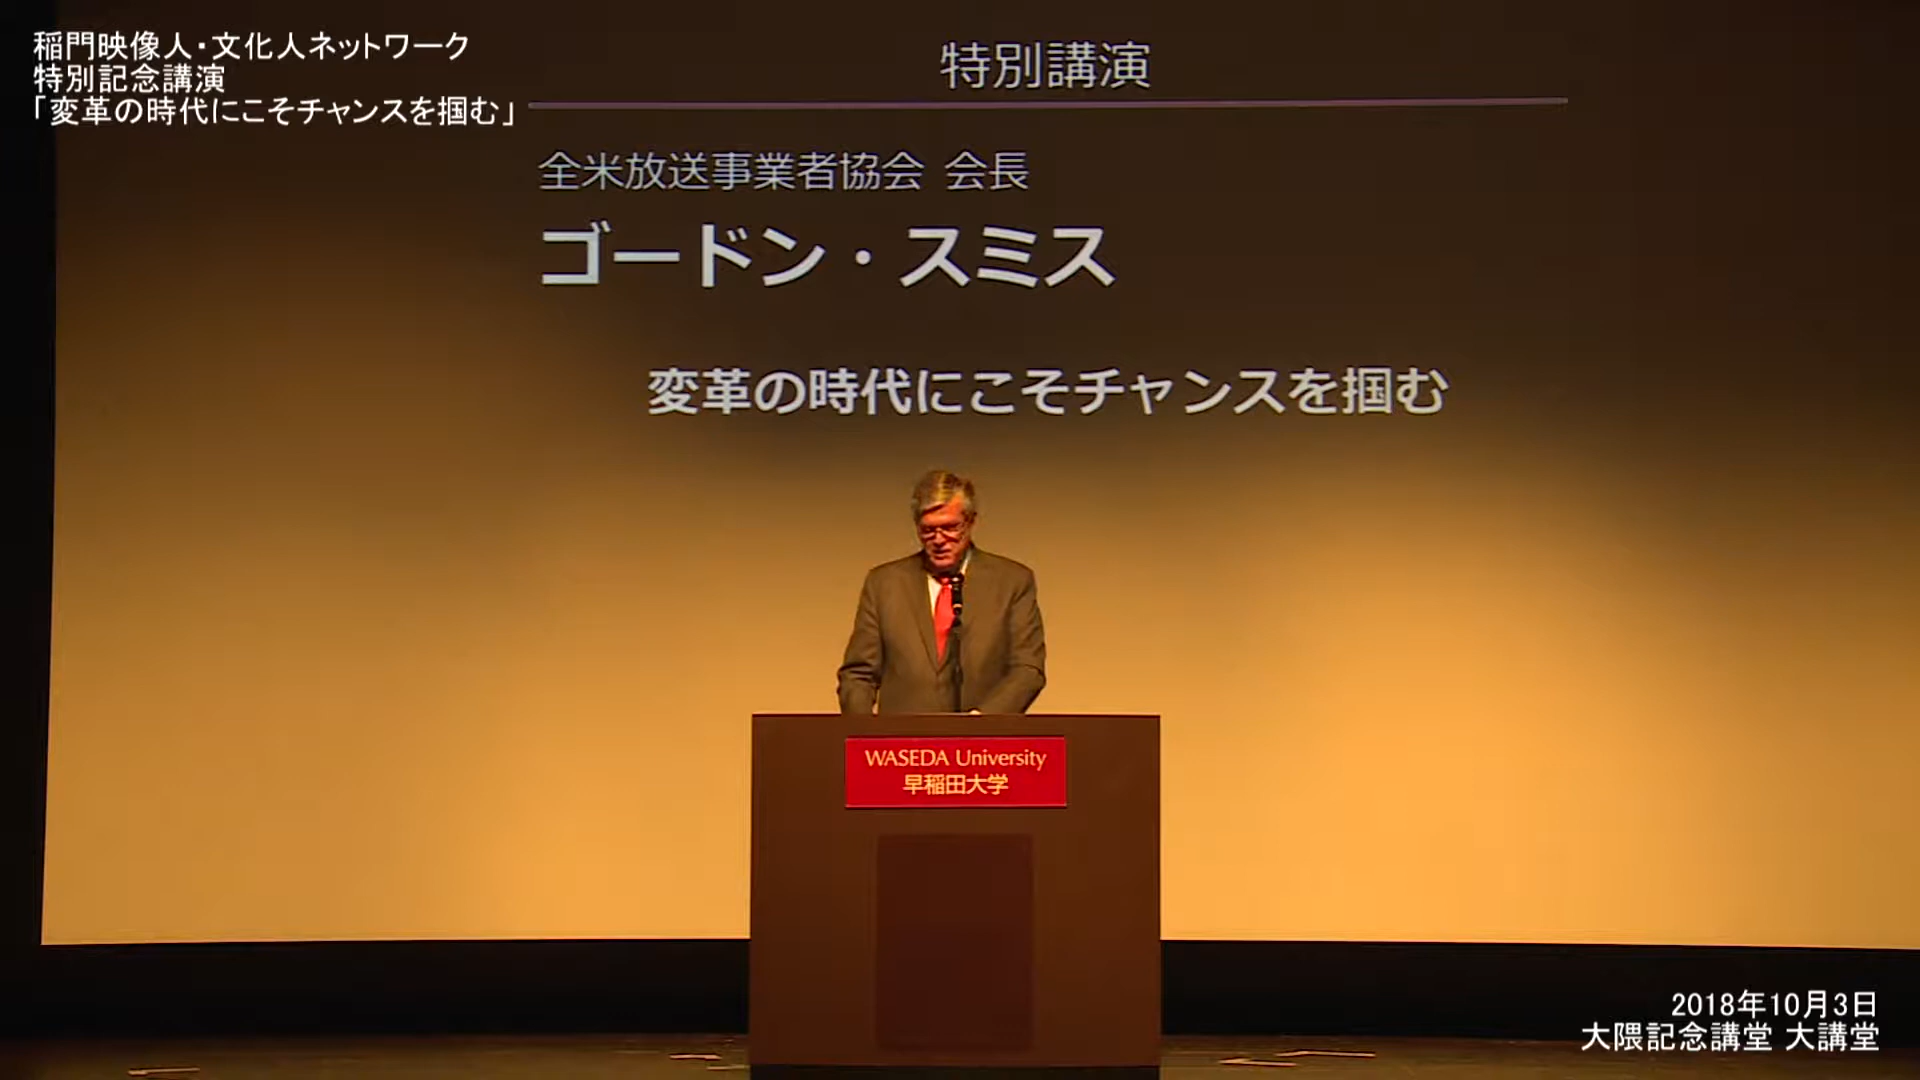 稲門映像人・文化人ネットワーク
特別記念講演
「変革の時代にこそチャンスを掴む」
特別講演
全米放送事業者協会 会長
ゴードン・スミス
変革の時代にこそチャンスを掴む
WASEDA University
早稲田大学
2018年10月3日
大隈記念講堂 大講堂